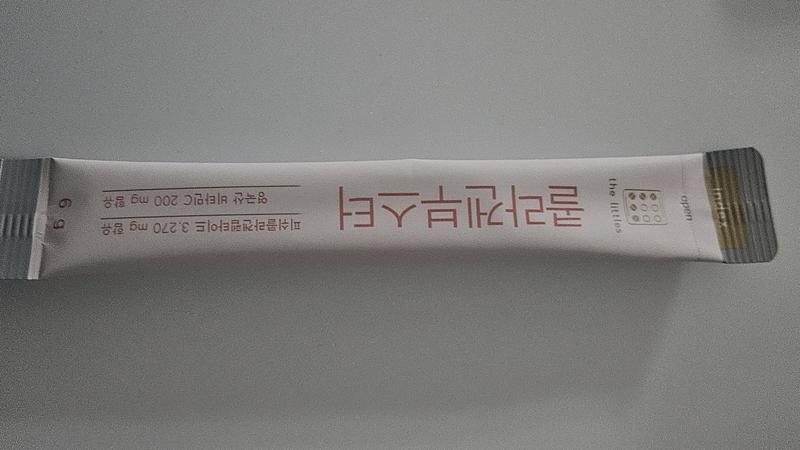 open
the littles
콜라겐부스터
피쉬콜라겐펩타이드 3,270 mg 함유
영국산 비타민C 200 mg 함유
6 g